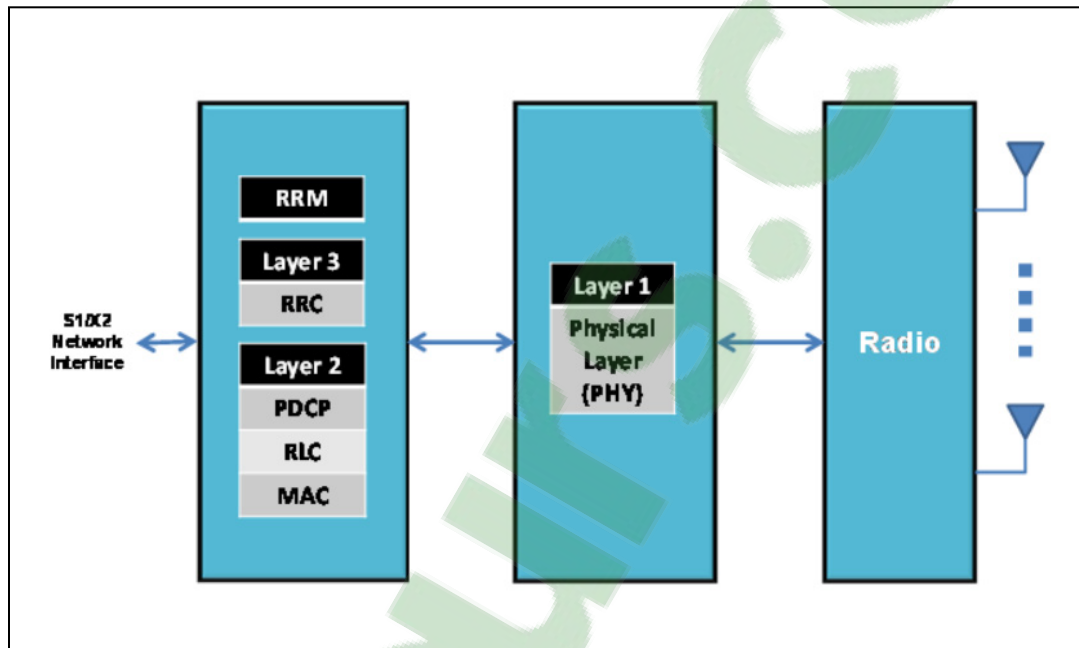 S1/X2
Network
Interface
RRM
Layer 3
RRC
Layer 2
PDCP
RLC
MAC
Layer 1
Physical
Layer
(PHY)
Radio